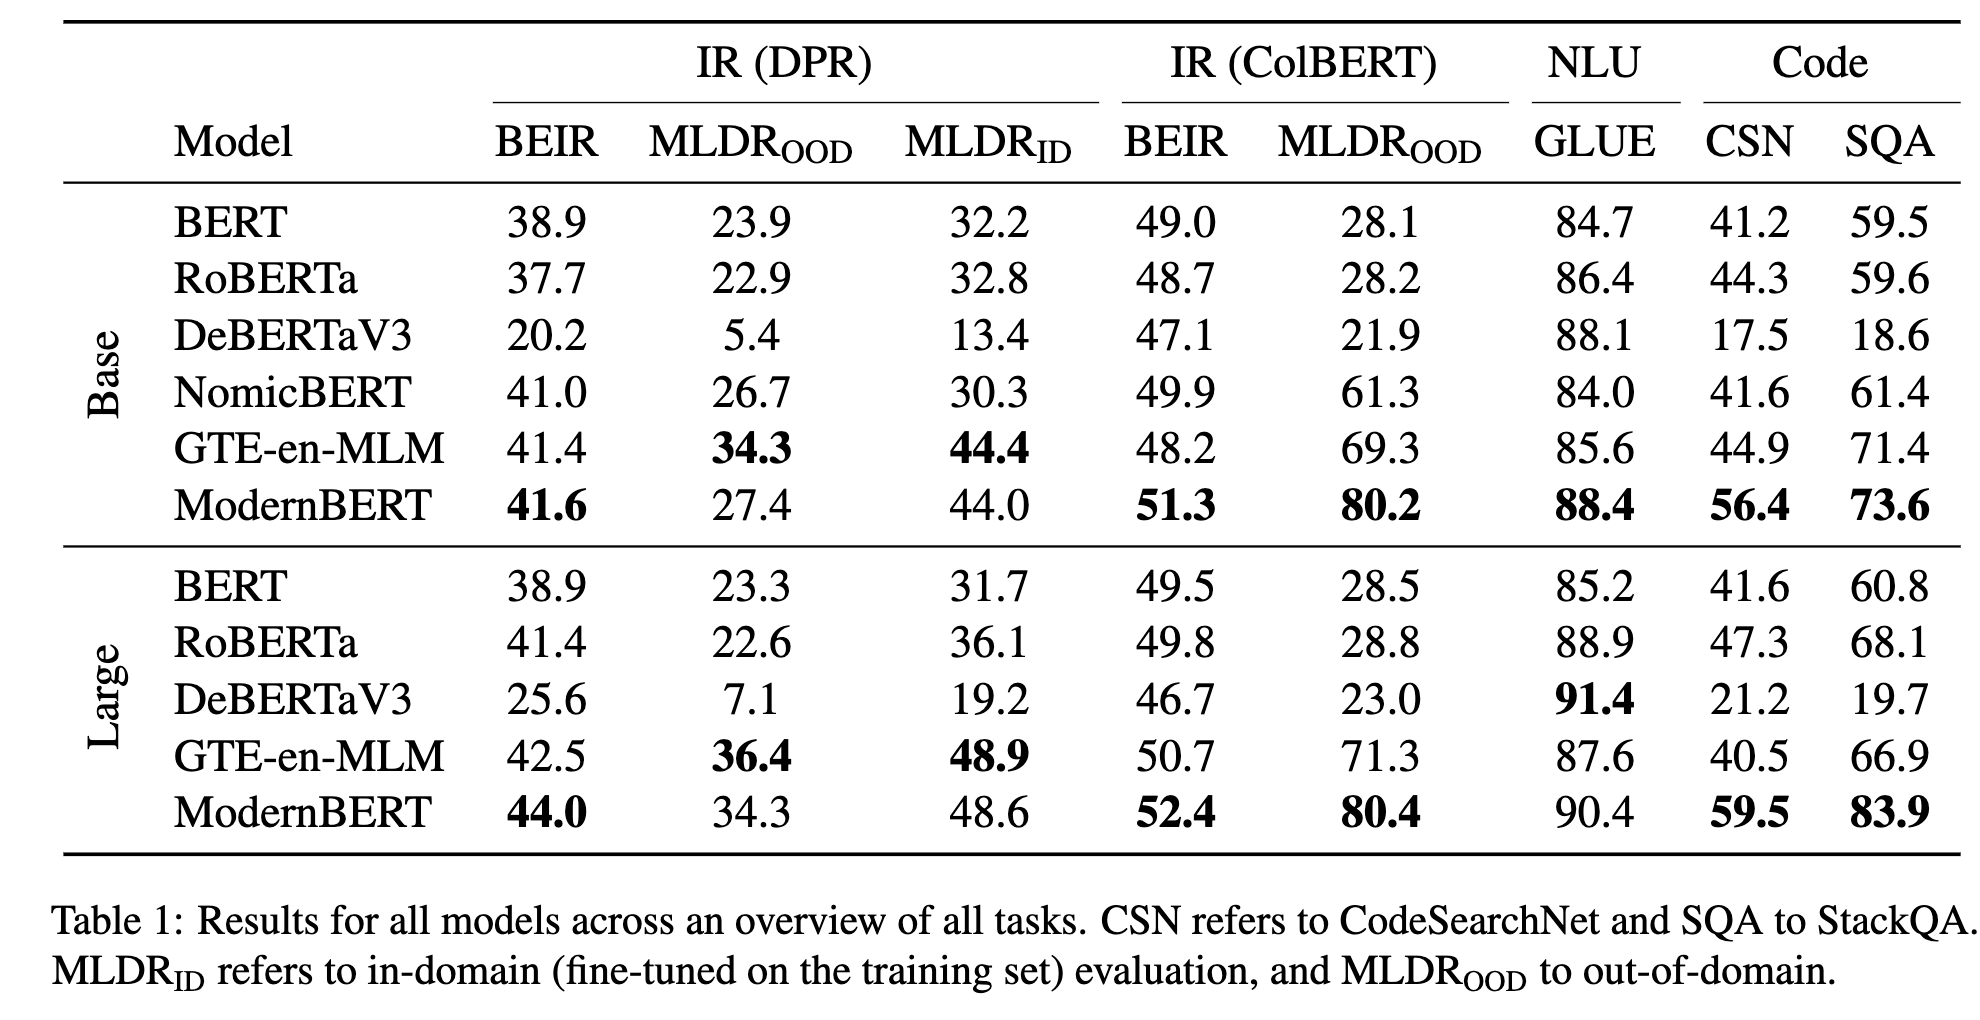 IR (DPR) IR (ColBERT) NLU Code
Model BEIR MLDR_OOD MLDR_ID BEIR MLDR_OOD GLUE CSN SQA
Base
BERT 38.9 23.9 32.2 49.0 28.1 84.7 41.2 59.5
RoBERTa 37.7 22.9 32.8 48.7 28.2 86.4 44.3 59.6
DeBERTaV3 20.2 5.4 13.4 47.1 21.9 88.1 17.5 18.6
NomicBERT 41.0 26.7 30.3 49.9 61.3 84.0 41.6 61.4
GTE-en-MLM 41.4 34.3 44.4 48.2 69.3 85.6 44.9 71.4
ModernBERT 41.6 27.4 44.0 51.3 80.2 88.4 56.4 73.6
Large
BERT 38.9 23.3 31.7 49.5 28.5 85.2 41.6 60.8
RoBERTa 41.4 22.6 36.1 49.8 28.8 88.9 47.3 68.1
DeBERTaV3 25.6 7.1 19.2 46.7 23.0 91.4 21.2 19.7
GTE-en-MLM 42.5 36.4 48.9 50.7 71.3 87.6 40.5 66.9
ModernBERT 44.0 34.3 48.6 52.4 80.4 90.4 59.5 83.9
Table 1: Results for all models across an overview of all tasks. CSN refers to CodeSearchNet and SQA to StackQA.
MLDR_ID refers to in-domain (fine-tuned on the training set) evaluation, and MLDR_OOD to out-of-domain.